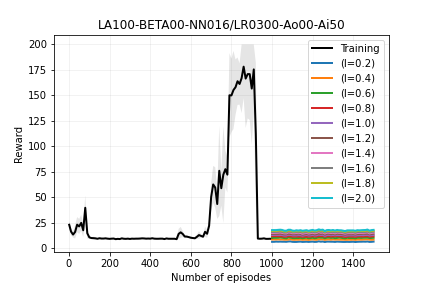 LA100-BETA00-NN016/LR0300-Ao00-Ai50
200
175
150
125
100
75
50
25
0
Reward
0 200 400 600 800 1000 1200 1400
Number of episodes
Training
(l=0.2)
(l=0.4)
(l=0.6)
(l=0.8)
(l=1.0)
(l=1.2)
(l=1.4)
(l=1.6)
(l=1.8)
(l=2.0)